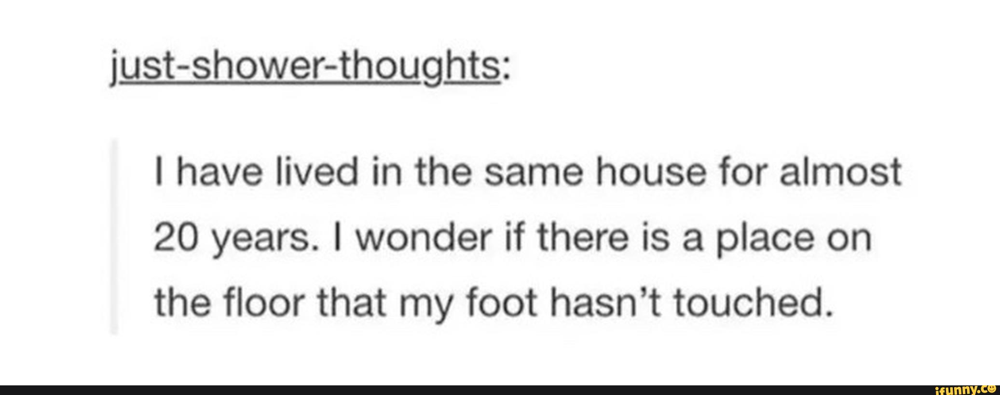 just-shower-thoughts:
I have lived in the same house for almost
20 years. I wonder if there is a place on
the floor that my foot hasn’t touched.
ifunny.co